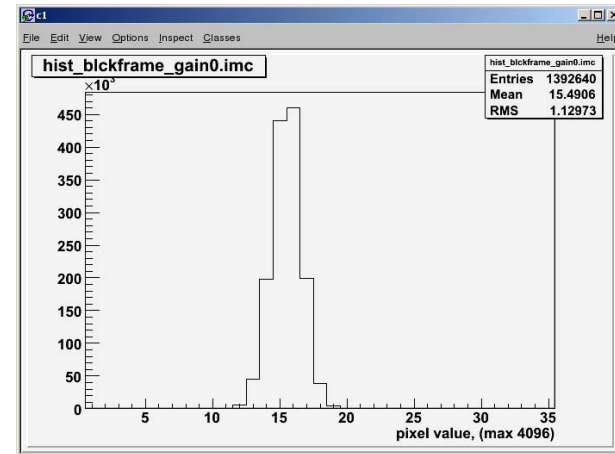 c1
File Edit View Options Inspect Classes Help
hist_blckframe_gain0.imc
hist_blckframe_gain0.imc
Entries 1392640
Mean 15.4906
RMS 1.12973
×10³
450
400
350
300
250
200
150
100
50
0
5 10 15 20 25 30 35
pixel value, (max 4096)